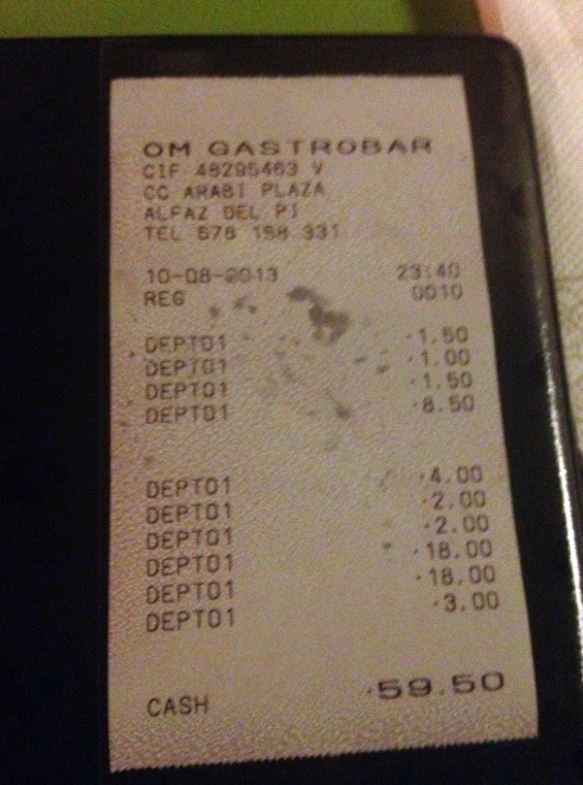 OM GASTROBAR
CIF 48295463 V
CC ARABI PLAZA
ALFAZ DEL PI
TEL 678 158 331
10-08-2013 23:40
REG 0010
DEPT01 ·1.50
DEPT01 ·1.00
DEPT01 ·1.50
DEPT01 ·8.50
DEPT01 ·4.00
DEPT01 ·2.00
DEPT01 ·2.00
DEPT01 ·18.00
DEPT01 ·18.00
DEPT01 ·3.00
CASH ·59.50